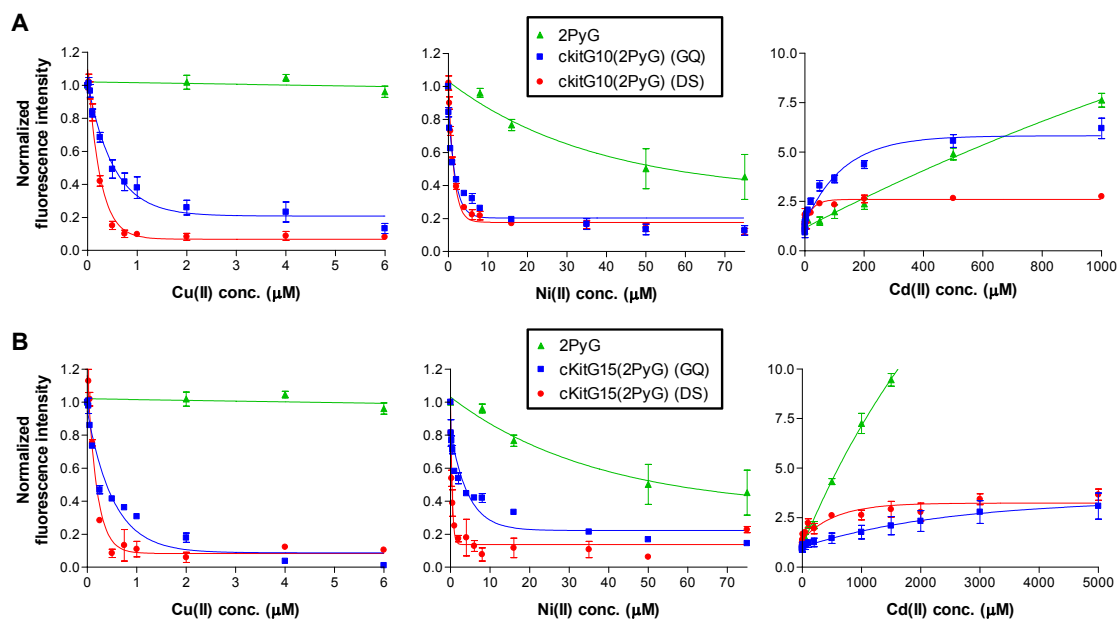 A
2PyG
ckitG10(2PyG) (GQ)
ckitG10(2PyG) (DS)
Normalized
fluorescence intensity
1.2
1.0
0.8
0.6
0.4
0.2
0.0
0 1 2 3 4 5 6
Cu(II) conc. (μM)
1.2
1.0
0.8
0.6
0.4
0.2
0.0
0 10 20 30 40 50 60 70
Ni(II) conc. (μM)
10.0
7.5
5.0
2.5
0.0
0 200 400 600 800 1000
Cd(II) conc. (μM)
B
2PyG
cKitG15(2PyG) (GQ)
cKitG15(2PyG) (DS)
Normalized
fluorescence intensity
1.2
1.0
0.8
0.6
0.4
0.2
0.0
0 1 2 3 4 5 6
Cu(II) conc. (μM)
1.2
1.0
0.8
0.6
0.4
0.2
0.0
0 10 20 30 40 50 60 70
Ni(II) conc. (μM)
10.0
7.5
5.0
2.5
0.0
0 1000 2000 3000 4000 5000
Cd(II) conc. (μM)